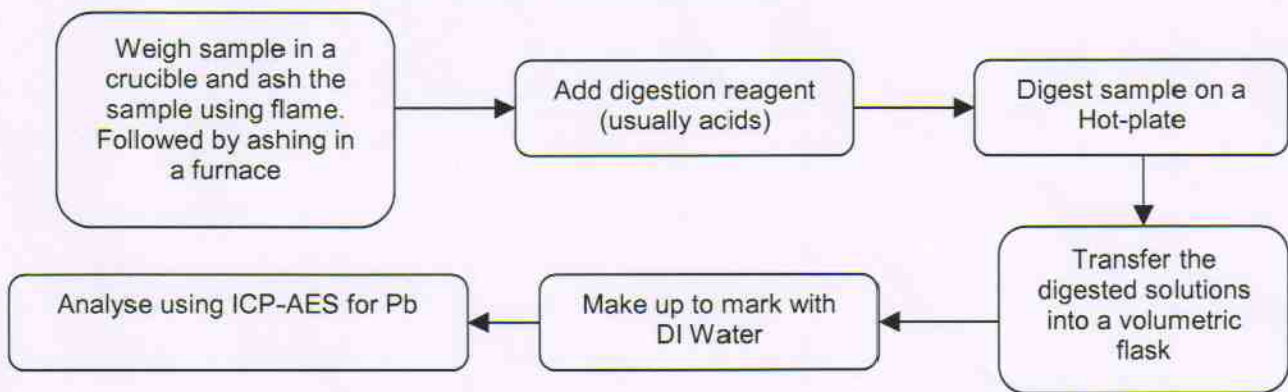 Weigh sample in a
crucible and ash the
sample using flame.
Followed by ashing in
a furnace
Add digestion reagent
(usually acids)
Digest sample on a
Hot-plate
Transfer the
digested solutions
into a volumetric
flask
Make up to mark with
DI Water
Analyse using ICP-AES for Pb